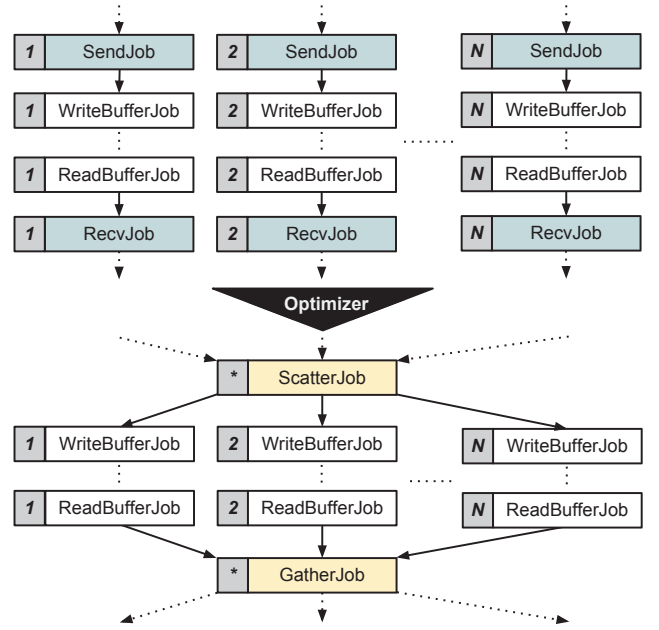 1 SendJob 2 SendJob N SendJob
1 WriteBufferJob 2 WriteBufferJob N WriteBufferJob
1 ReadBufferJob 2 ReadBufferJob N ReadBufferJob
1 RecvJob 2 RecvJob N RecvJob
Optimizer
* ScatterJob
1 WriteBufferJob 2 WriteBufferJob N WriteBufferJob
1 ReadBufferJob 2 ReadBufferJob N ReadBufferJob
* GatherJob